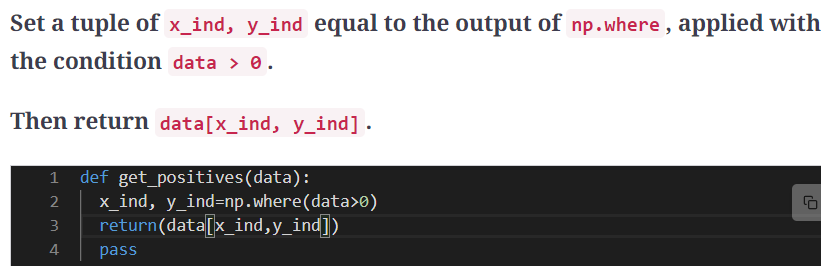 Set a tuple of x_ind, y_ind equal to the output of np.where, applied with
the condition data > 0.
Then return data[x_ind, y_ind].
1 def get_positives(data):
2   x_ind, y_ind=np.where(data>0)
3   return(data[x_ind,y_ind])
4   pass